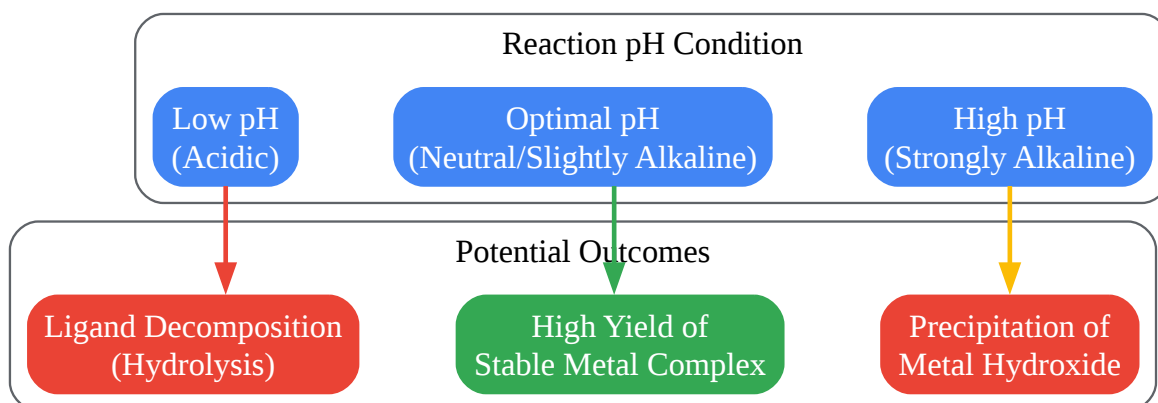 Reaction pH Condition
Low pH
(Acidic)
Optimal pH
(Neutral/Slightly Alkaline)
High pH
(Strongly Alkaline)
Potential Outcomes
Ligand Decomposition
(Hydrolysis)
High Yield of
Stable Metal Complex
Precipitation of
Metal Hydroxide